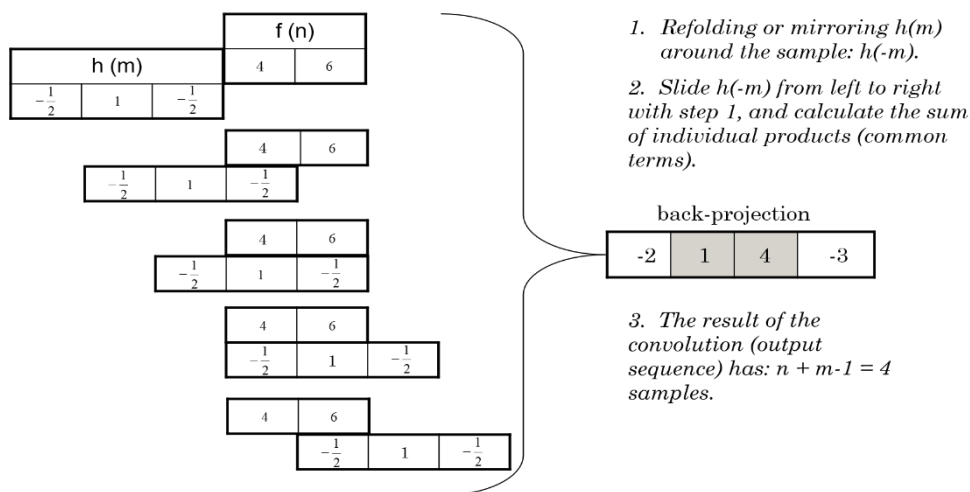 f (n)
4 6
h (m)
-1/2 1 -1/2
4 6
-1/2 1 -1/2
4 6
-1/2 1 -1/2
4 6
-1/2 1 -1/2
4 6
-1/2 1 -1/2
1. Refolding or mirroring h(m)
around the sample: h(-m).
2. Slide h(-m) from left to right
with step 1, and calculate the sum
of individual products (common
terms).
back-projection
-2 1 4 -3
3. The result of the
convolution (output
sequence) has: n + m-1 = 4
samples.